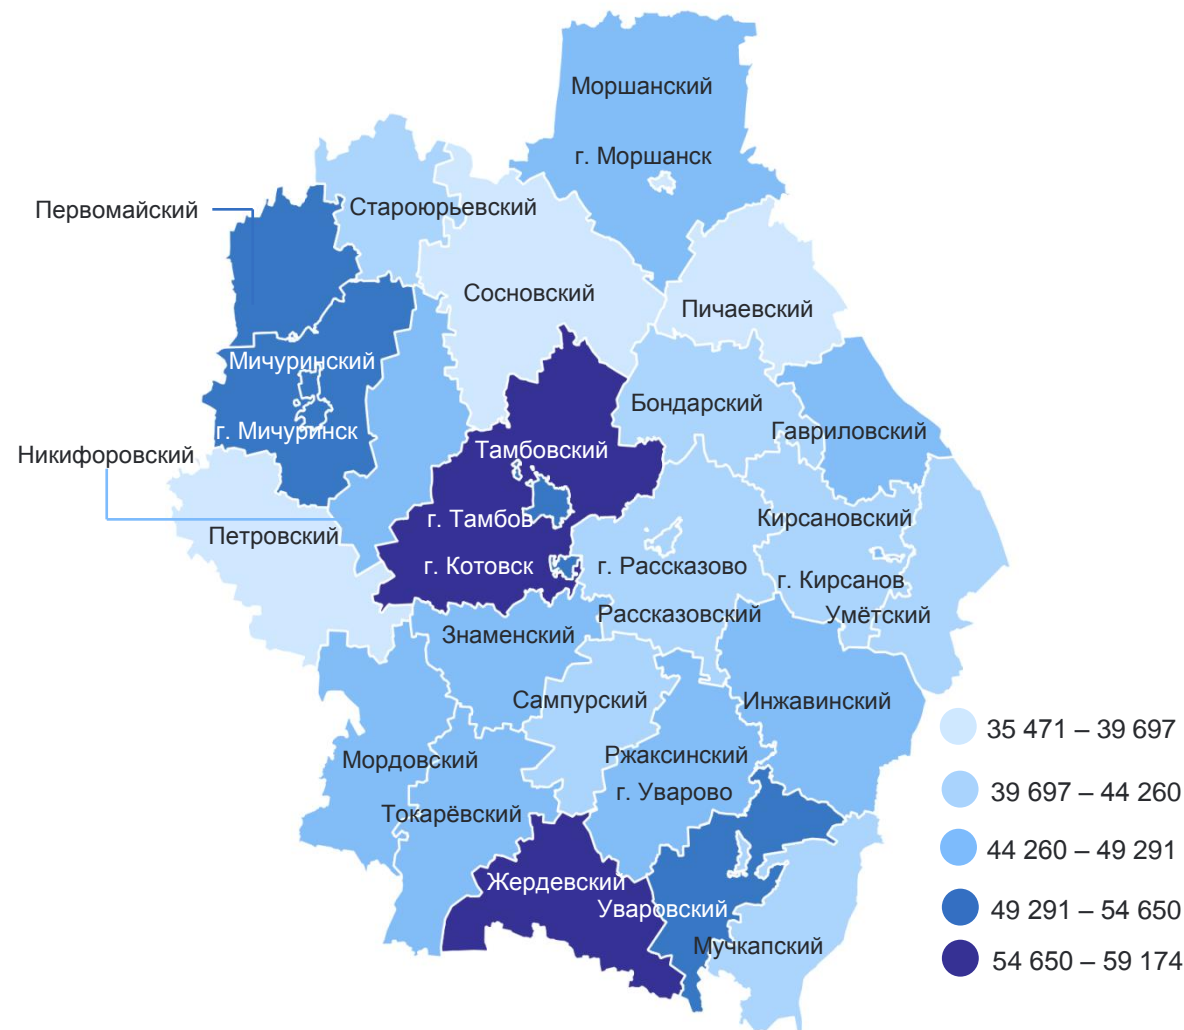 Моршанский
г. Моршанск
Первомайский
Староюрьевский
Сосновский
Пичаевский
Мичуринский
Бондарский
г. Мичуринск
Гавриловский
Никифоровский
Тамбовский
г. Тамбов
Кирсановский
Петровский
г. Котовск
г. Рассказово
г. Кирсанов
Рассказовский
Умётский
Знаменский
Сампурский
Инжавинский
Ржаксинский
Мордовский
г. Уварово
Токарёвский
Жердевский
Уваровский
Мучкапский
35 471 – 39 697
39 697 – 44 260
44 260 – 49 291
49 291 – 54 650
54 650 – 59 174